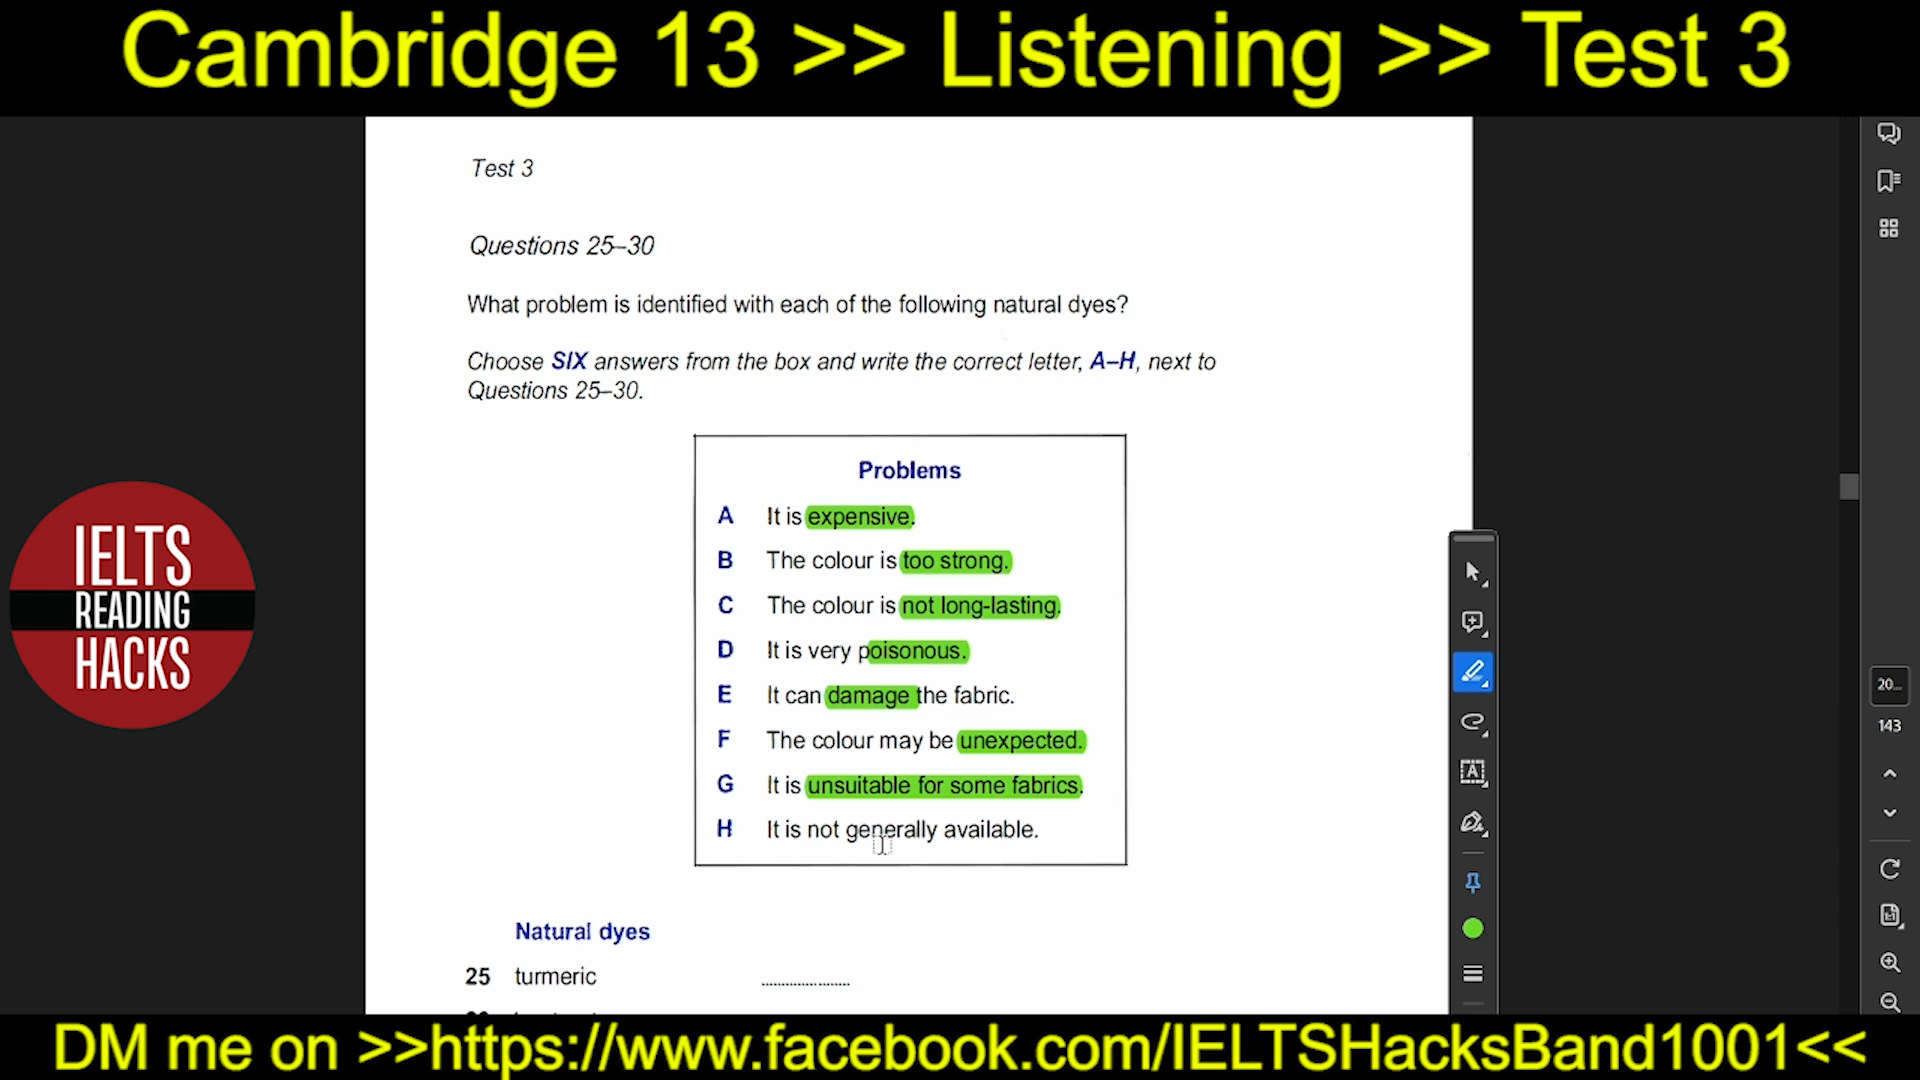 Cambridge 13 >> Listening >> Test 3
Test 3
Questions 25–30
What problem is identified with each of the following natural dyes?
Choose SIX answers from the box and write the correct letter, A–H, next to
Questions 25–30.
Problems
A It is expensive.
B The colour is too strong.
C The colour is not long-lasting.
D It is very poisonous.
E It can damage the fabric.
F The colour may be unexpected.
G It is unsuitable for some fabrics.
H It is not generally available.
Natural dyes
25 turmeric ......................
IELTS
READING
HACKS
20...
143
DM me on >>https://www.facebook.com/IELTSHacksBand1001<<